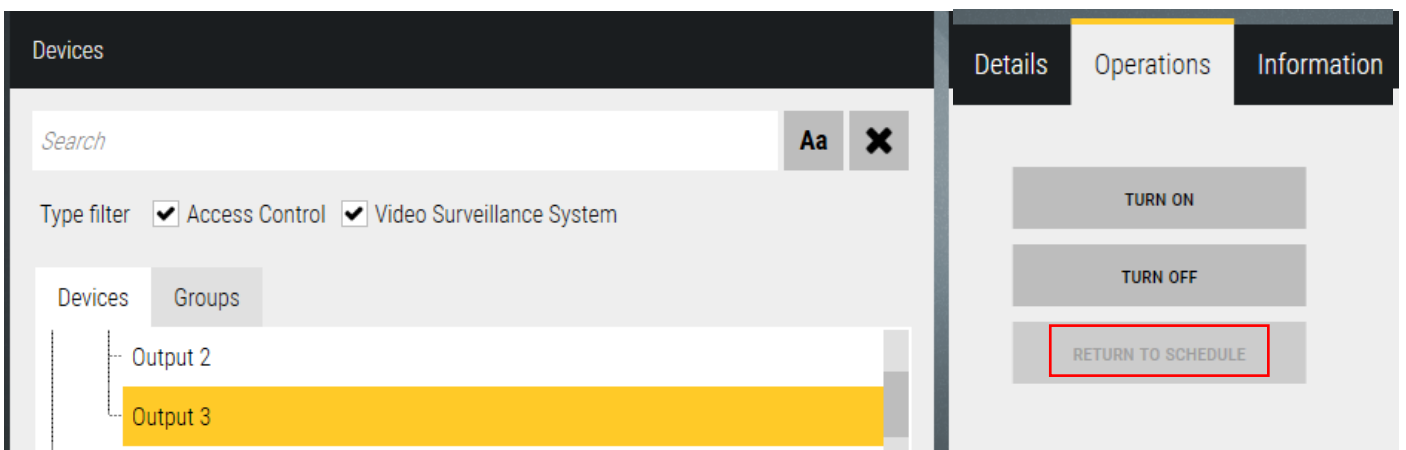 Devices
Search
Aa
Type filter Access Control Video Surveillance System
Devices Groups
Output 2
Output 3
Details Operations Information
TURN ON
TURN OFF
RETURN TO SCHEDULE